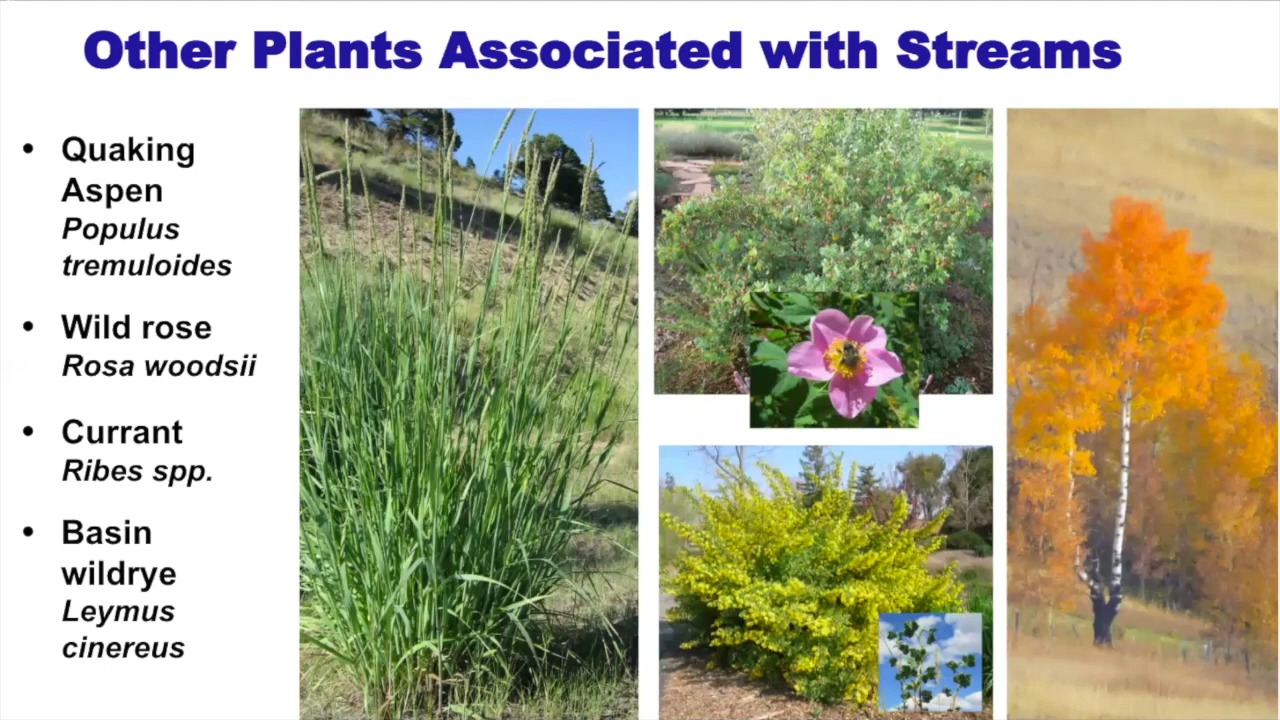 Other Plants Associated with Streams
• Quaking
Aspen
Populus
tremuloides
• Wild rose
Rosa woodsii
• Currant
Ribes spp.
• Basin
wildrye
Leymus
cinereus